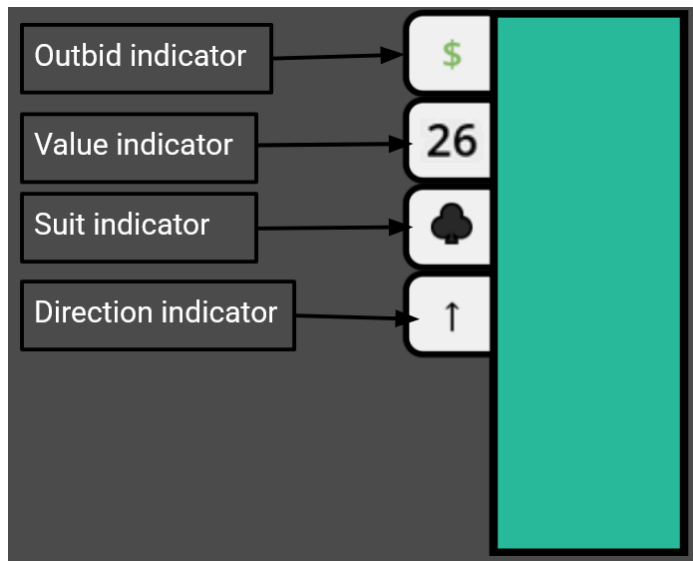 Outbid indicator
$
Value indicator
26
Suit indicator
♣
Direction indicator
↑